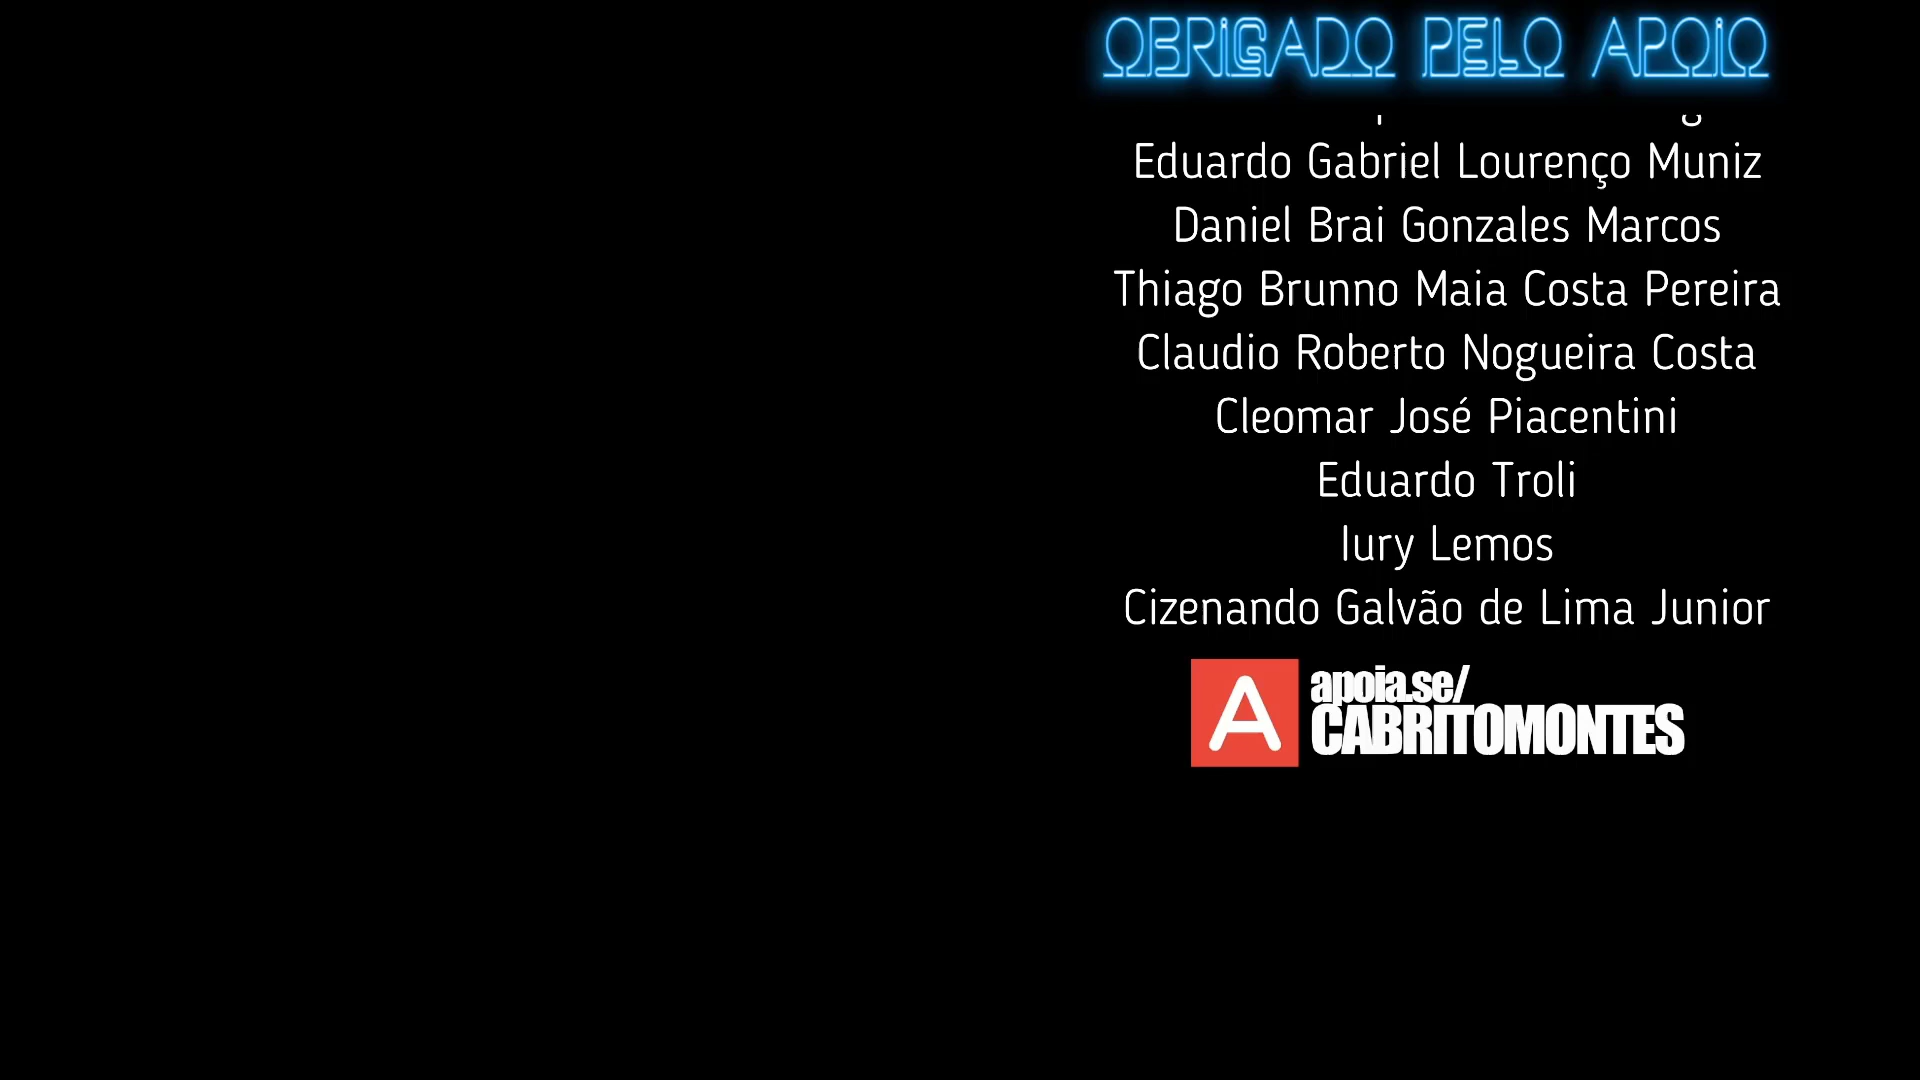 OBRIGADO PELO APOIO
Eduardo Gabriel Lourenço Muniz
Daniel Brai Gonzales Marcos
Thiago Brunno Maia Costa Pereira
Claudio Roberto Nogueira Costa
Cleomar José Piacentini
Eduardo Troli
Iury Lemos
Cizenando Galvão de Lima Junior
A
apoia.se/
CABRITOMONTES